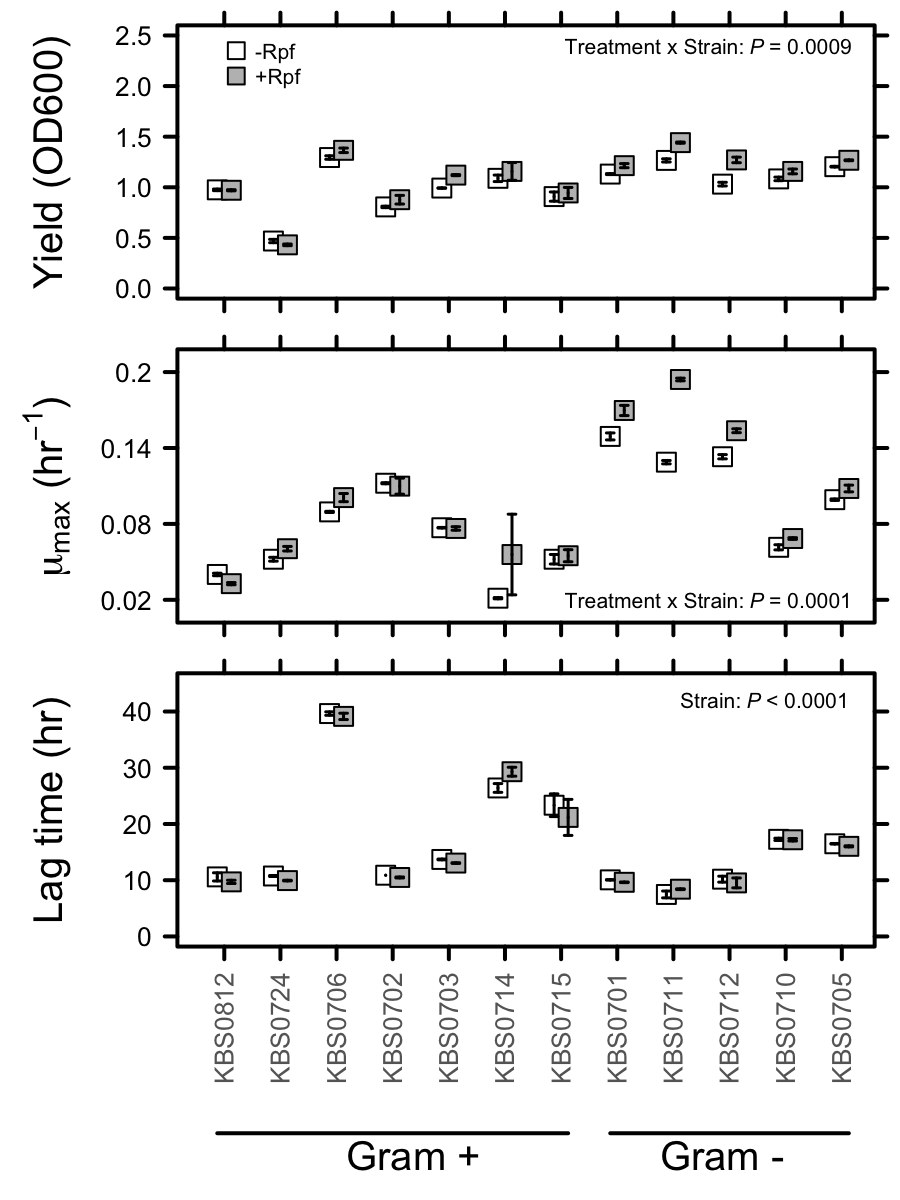 Yield (OD600)
2.5
2.0
1.5
1.0
0.5
0.0
-Rpf
+Rpf
Treatment x Strain: P = 0.0009
μmax (hr−1)
0.2
0.14
0.08
0.02
Treatment x Strain: P = 0.0001
Lag time (hr)
40
30
20
10
0
Strain: P < 0.0001
KBS0812
KBS0724
KBS0706
KBS0702
KBS0703
KBS0714
KBS0715
KBS0701
KBS0711
KBS0712
KBS0710
KBS0705
Gram +
Gram -